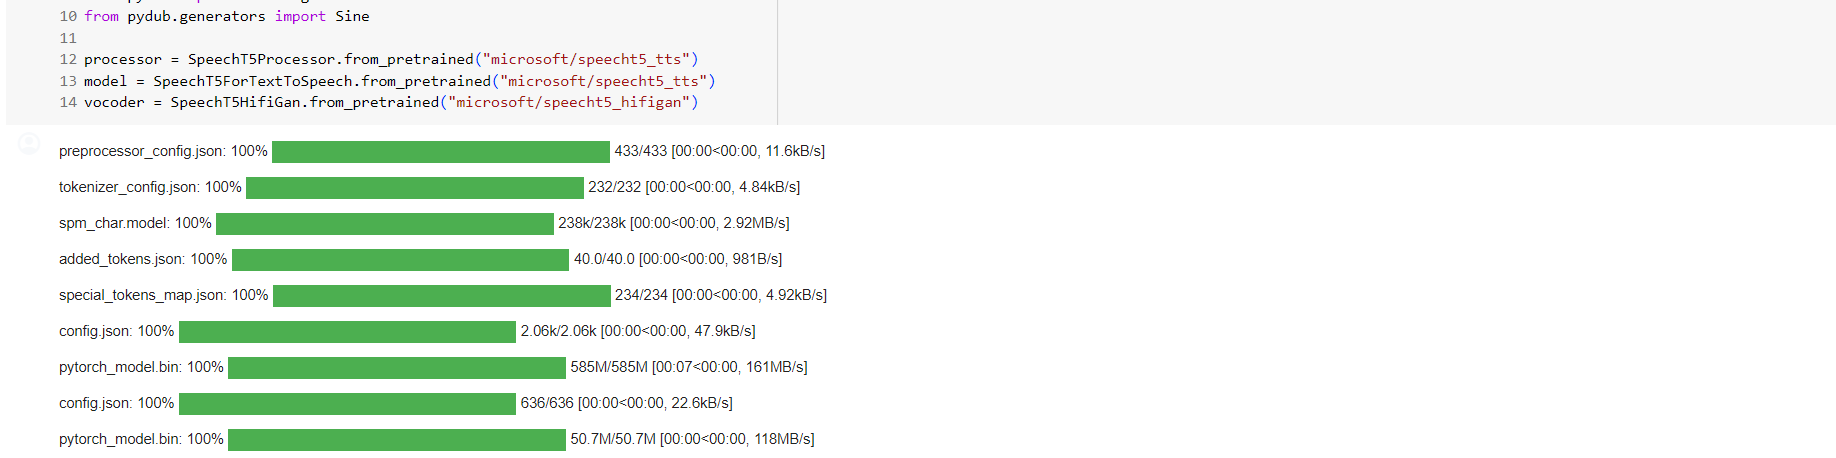 10 from pydub.generators import Sine
11
12 processor = SpeechT5Processor.from_pretrained("microsoft/speecht5_tts")
13 model = SpeechT5ForTextToSpeech.from_pretrained("microsoft/speecht5_tts")
14 vocoder = SpeechT5HifiGan.from_pretrained("microsoft/speecht5_hifigan")
preprocessor_config.json: 100% 433/433 [00:00<00:00, 11.6kB/s]
tokenizer_config.json: 100% 232/232 [00:00<00:00, 4.84kB/s]
spm_char.model: 100% 238k/238k [00:00<00:00, 2.92MB/s]
added_tokens.json: 100% 40.0/40.0 [00:00<00:00, 981B/s]
special_tokens_map.json: 100% 234/234 [00:00<00:00, 4.92kB/s]
config.json: 100% 2.06k/2.06k [00:00<00:00, 47.9kB/s]
pytorch_model.bin: 100% 585M/585M [00:07<00:00, 161MB/s]
config.json: 100% 636/636 [00:00<00:00, 22.6kB/s]
pytorch_model.bin: 100% 50.7M/50.7M [00:00<00:00, 118MB/s]